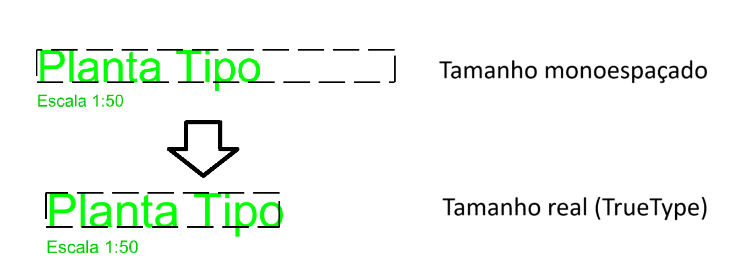 Planta Tipo
Tamanho monoespaçado
Escala 1:50
Planta Tipo
Tamanho real (TrueType)
Escala 1:50